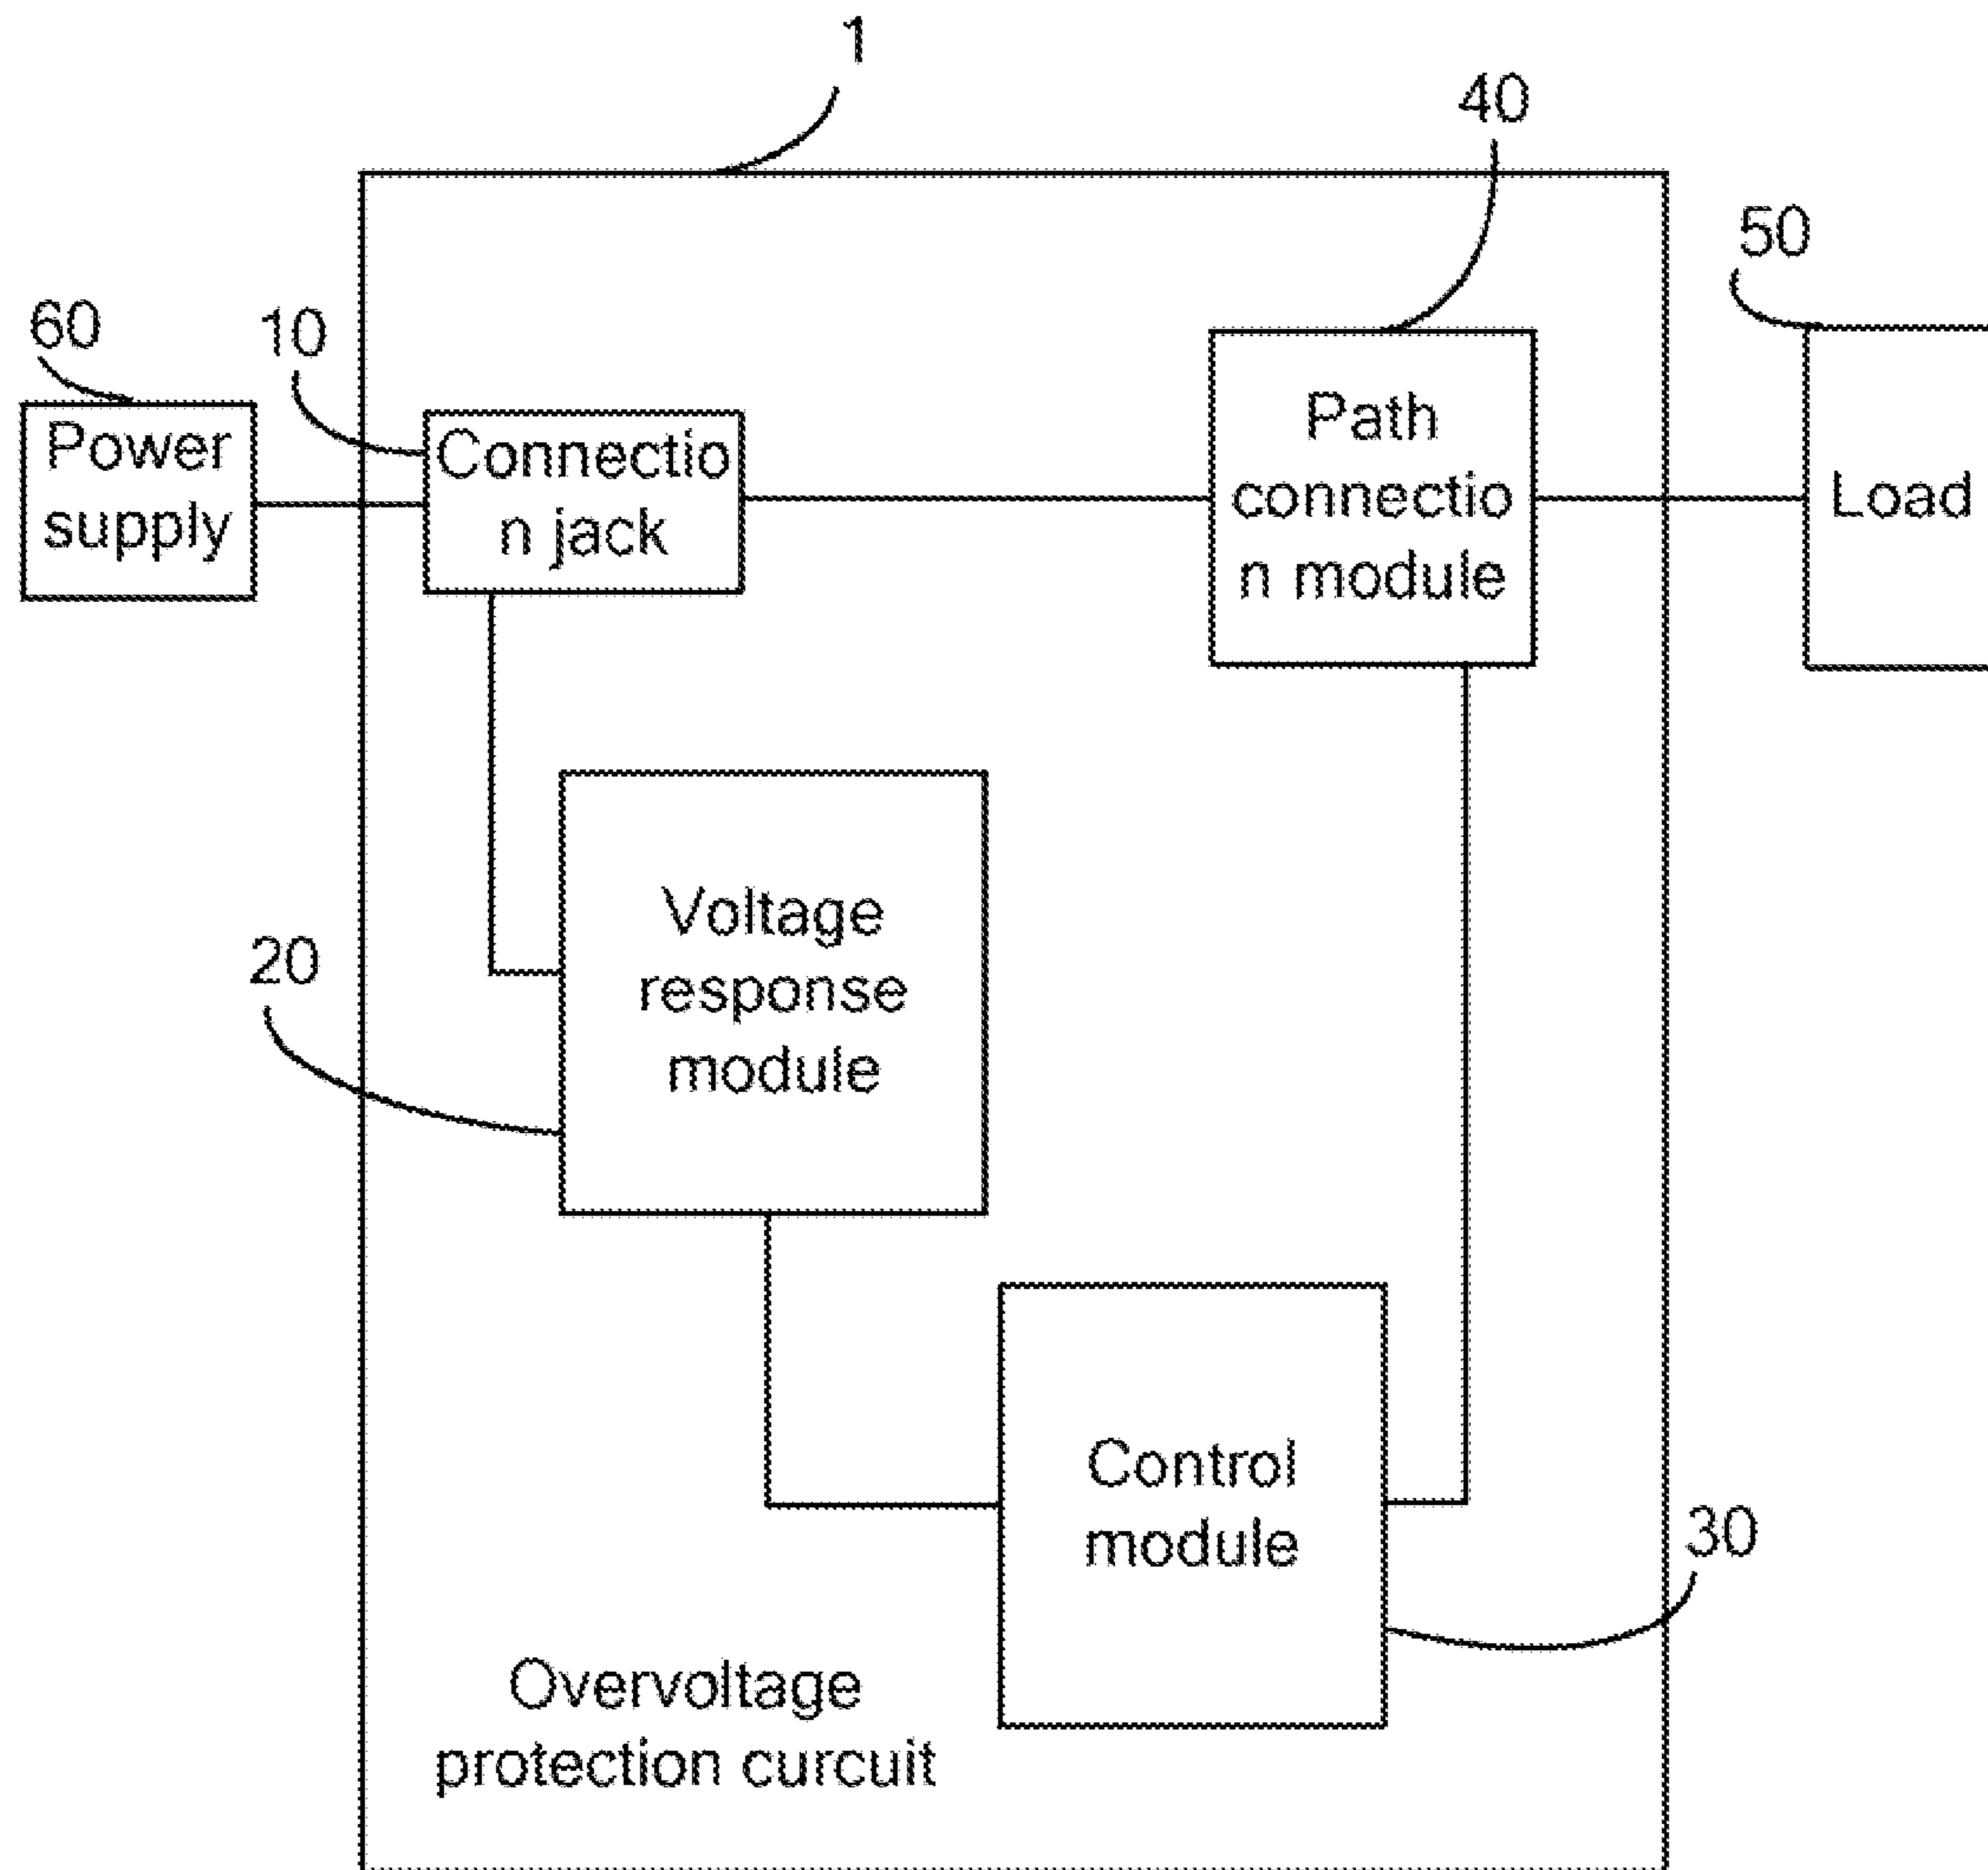 1
40
50
60
10
Power
supply
Connectio
n jack
Path
connectio
n module
Load
Voltage
response
module
20
Control
module
30
Overvoltage
protection curcuit